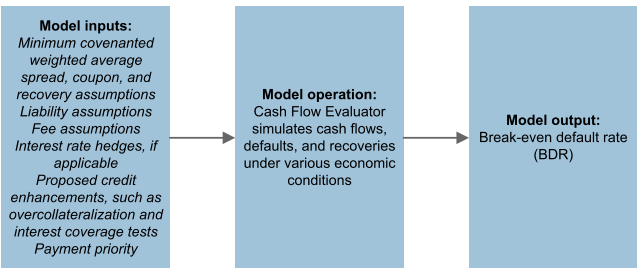 Model inputs:
Minimum covenanted
weighted average
spread, coupon, and
recovery assumptions
Liability assumptions
Fee assumptions
Interest rate hedges, if
applicable
Proposed credit
enhancements, such as
overcollateralization and
interest coverage tests
Payment priority
Model operation:
Cash Flow Evaluator
simulates cash flows,
defaults, and recoveries
under various economic
conditions
Model output:
Break-even default rate
(BDR)